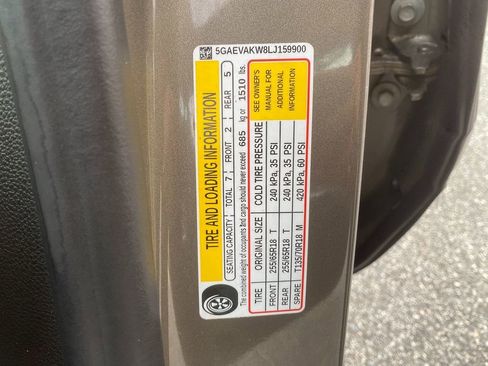 5GAEVAKW8LJ159900
TIRE AND LOADING INFORMATION
SEATING CAPACITY TOTAL 7 FRONT 2 REAR 5
The combined weight of occupants and cargo should never exceed 685 kg or 1510 lbs.
TIRE ORIGINAL SIZE COLD TIRE PRESSURE
FRONT 255/65R18 T 240 kPa, 35 PSI
REAR 255/65R18 T 240 kPa, 35 PSI
SPARE T135/70R18 M 420 kPa, 60 PSI
SEE OWNER'S
MANUAL FOR
ADDITIONAL
INFORMATION